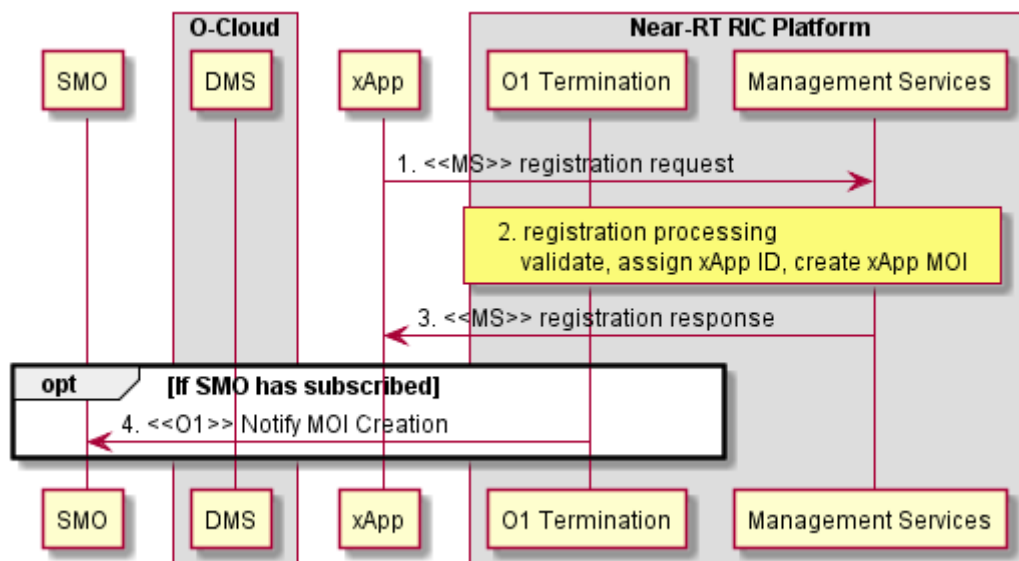 O-Cloud
Near-RT RIC Platform
SMO
DMS
xApp
O1 Termination
Management Services
1. <<MS>> registration request
2. registration processing
validate, assign xApp ID, create xApp MOI
3. <<MS>> registration response
opt
[If SMO has subscribed]
4. <<O1>> Notify MOI Creation
SMO
DMS
xApp
O1 Termination
Management Services